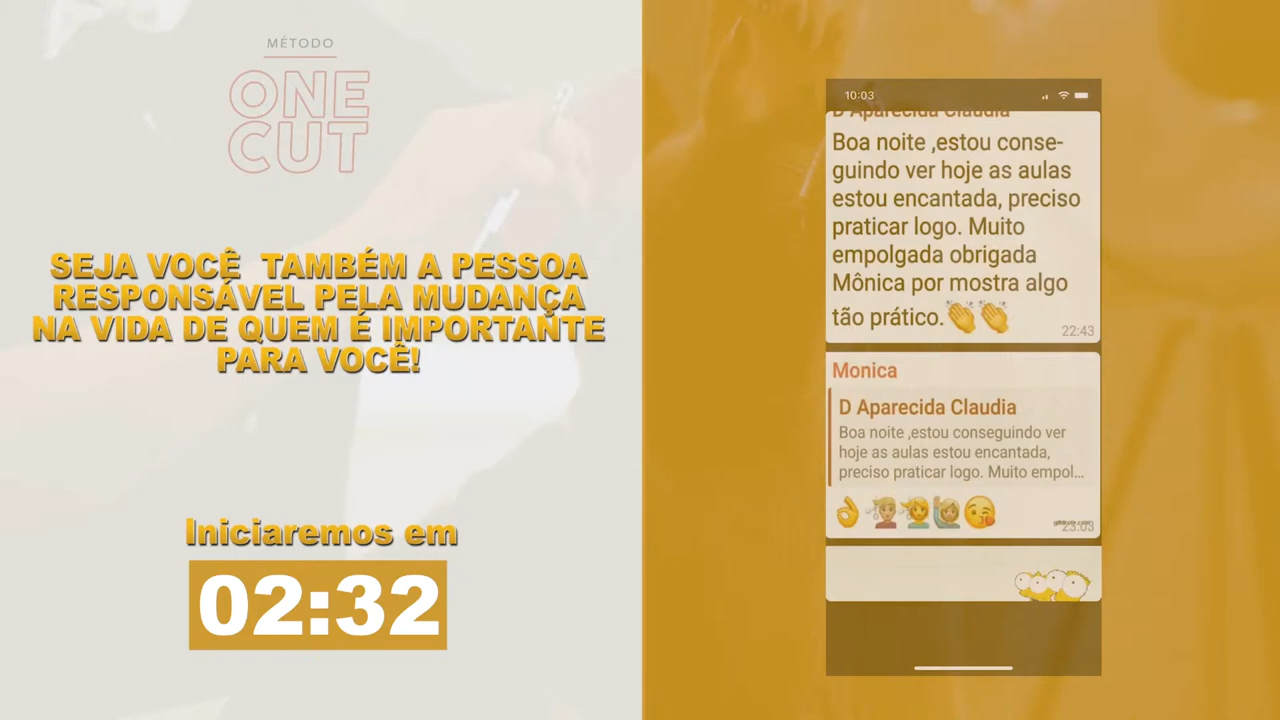 MÉTODO
ONE
CUT
SEJA VOCÊ TAMBÉM A PESSOA
RESPONSÁVEL PELA MUDANÇA
NA VIDA DE QUEM É IMPORTANTE
PARA VOCÊ!
Iniciaremos em
02:32
10:03
D Aparecida Claudia
Boa noite ,estou conse-
guindo ver hoje as aulas
estou encantada, preciso
praticar logo. Muito
empolgada obrigada
Mônica por mostra algo
tão prático.👏👏
22:43
Monica
D Aparecida Claudia
Boa noite ,estou conseguindo ver
hoje as aulas estou encantada,
preciso praticar logo. Muito empol...
23:03